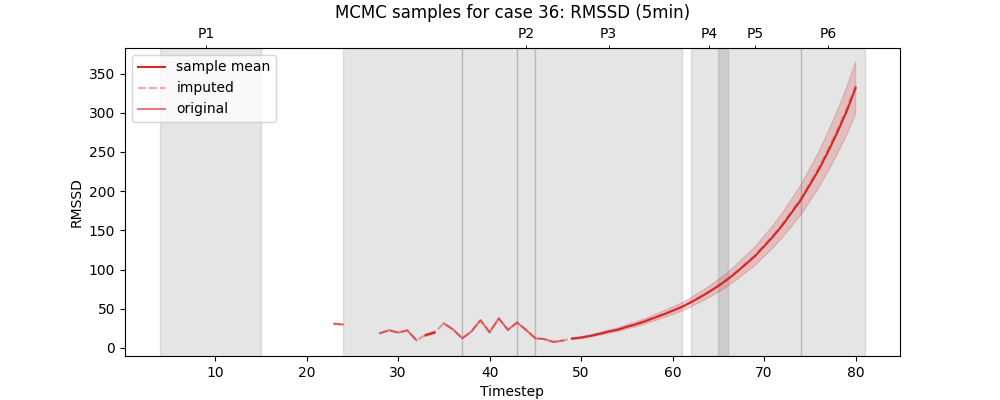 MCMC samples for case 36: RMSSD (5min)
P1 P2 P3 P4 P5 P6
sample mean
imputed
original
350
300
250
200
150
100
50
0
RMSSD
10 20 30 40 50 60 70 80
Timestep